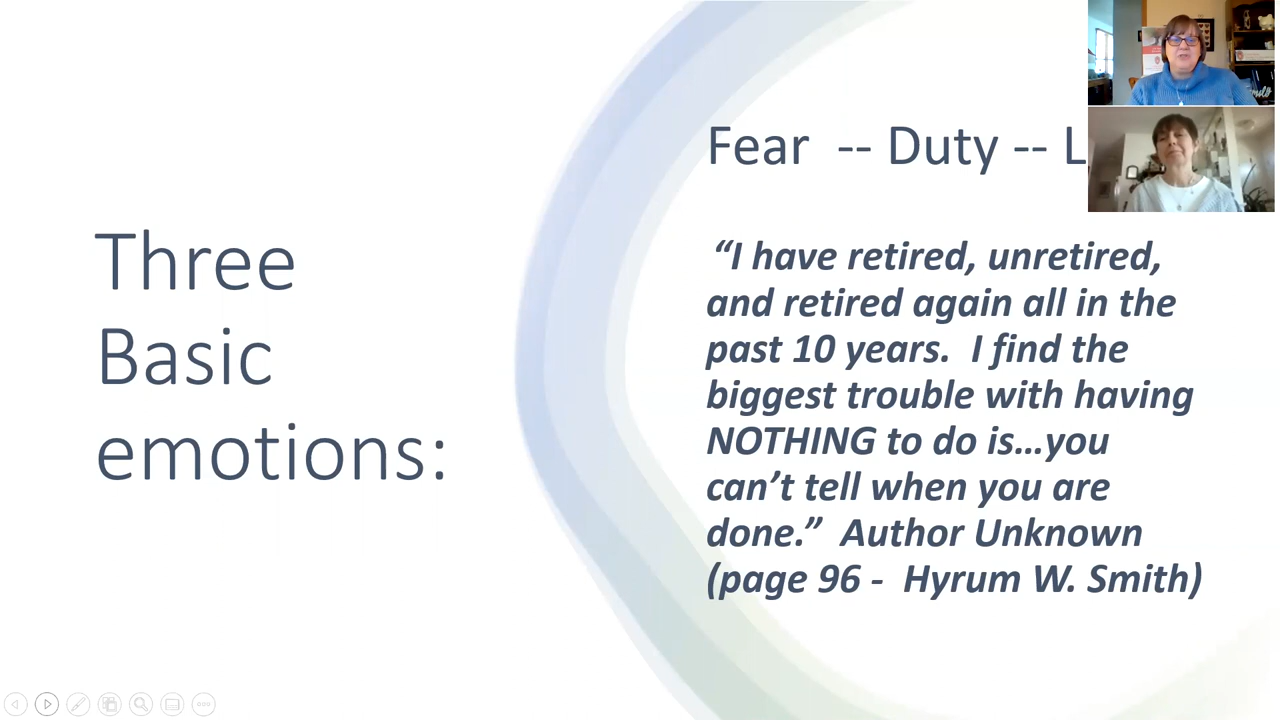 Three
Basic
emotions:
Fear -- Duty -- L
“I have retired, unretired,
and retired again all in the
past 10 years. I find the
biggest trouble with having
NOTHING to do is…you
can’t tell when you are
done.” Author Unknown
(page 96 - Hyrum W. Smith)